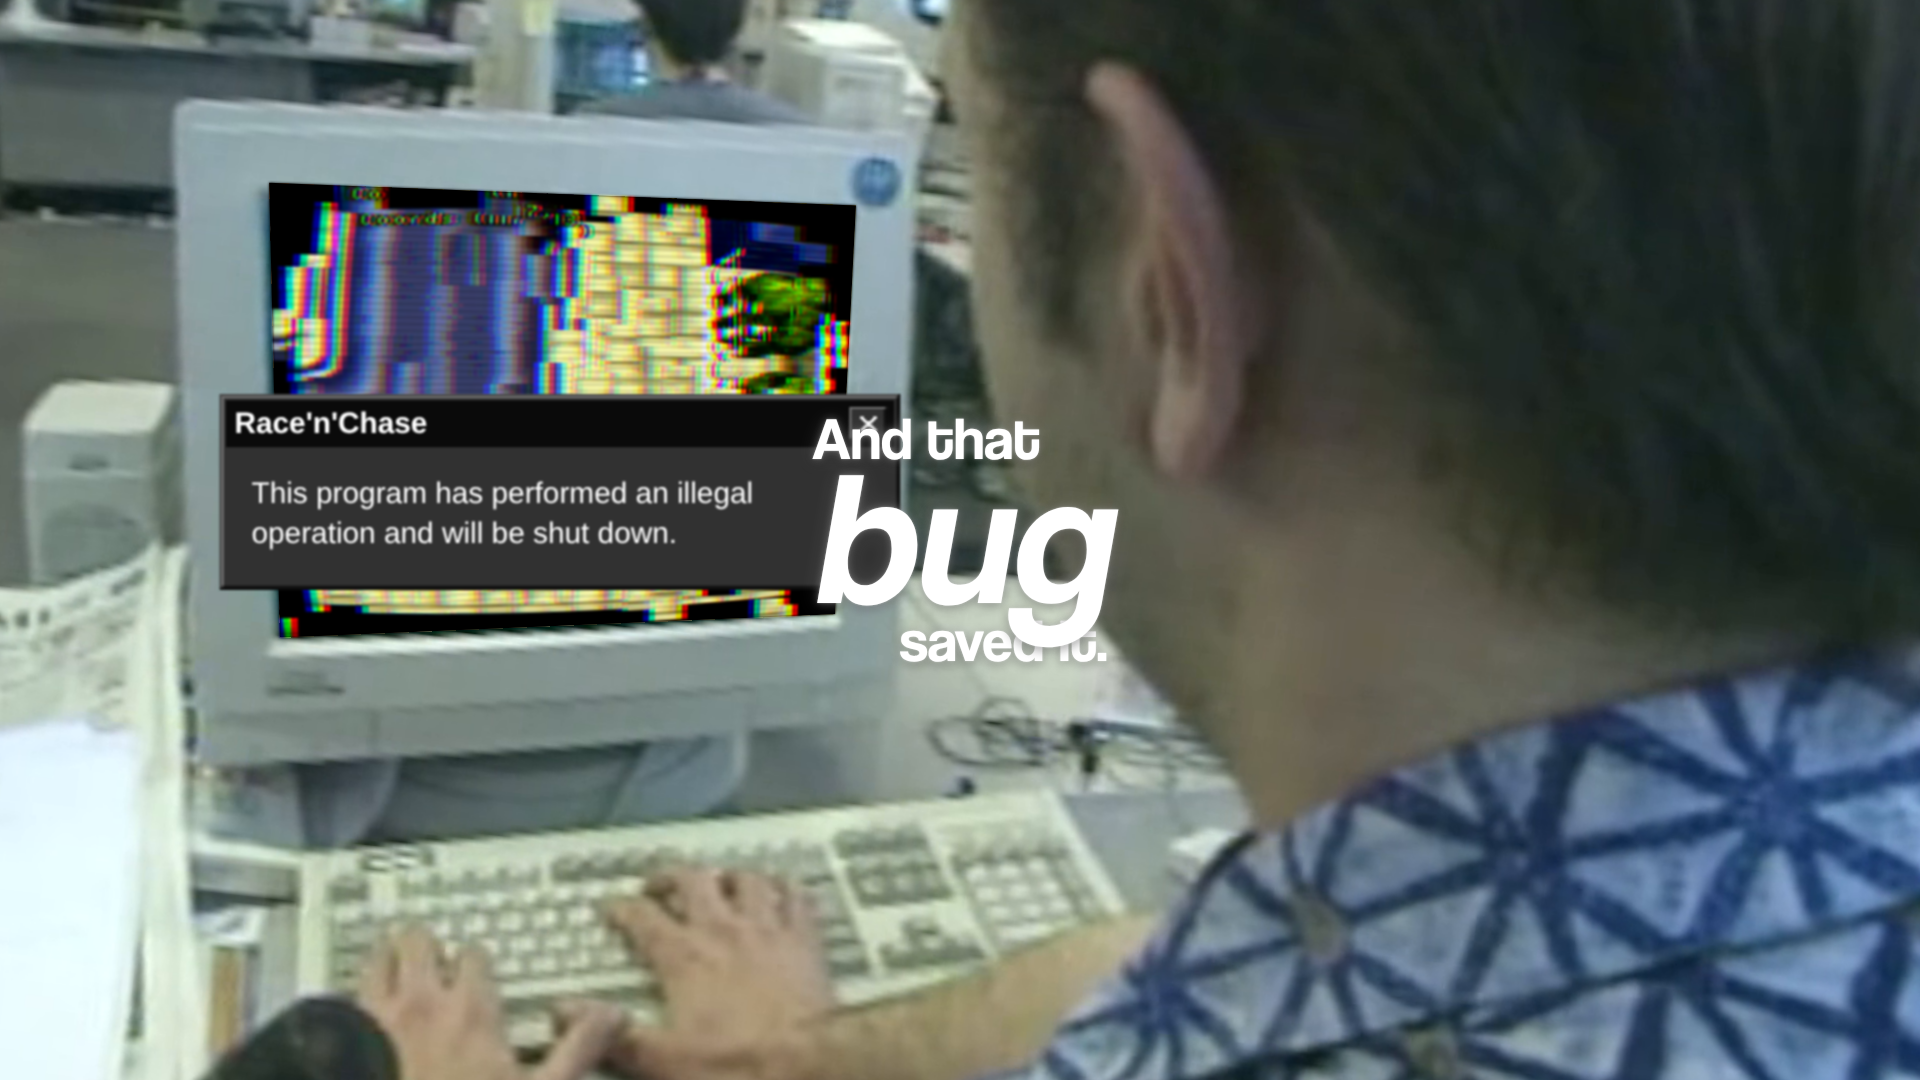 Race'n'Chase
This program has performed an illegal
operation and will be shut down.
And that
bug
saved it.